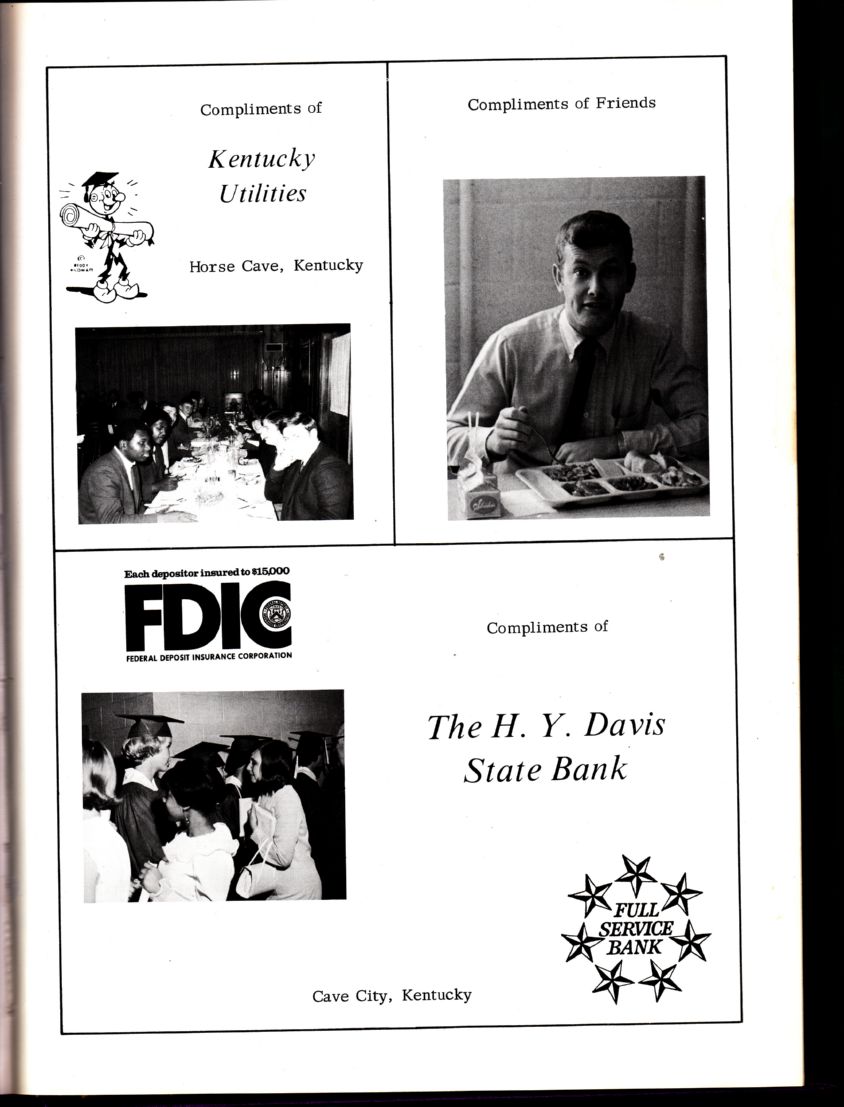 Compliments of
Kentucky
Utilities
Horse Cave, Kentucky
Compliments of Friends
Each depositor insured to $15,000
FDIC
FEDERAL DEPOSIT INSURANCE CORPORATION
Compliments of
The H. Y. Davis
State Bank
FULL
SERVICE
BANK
Cave City, Kentucky